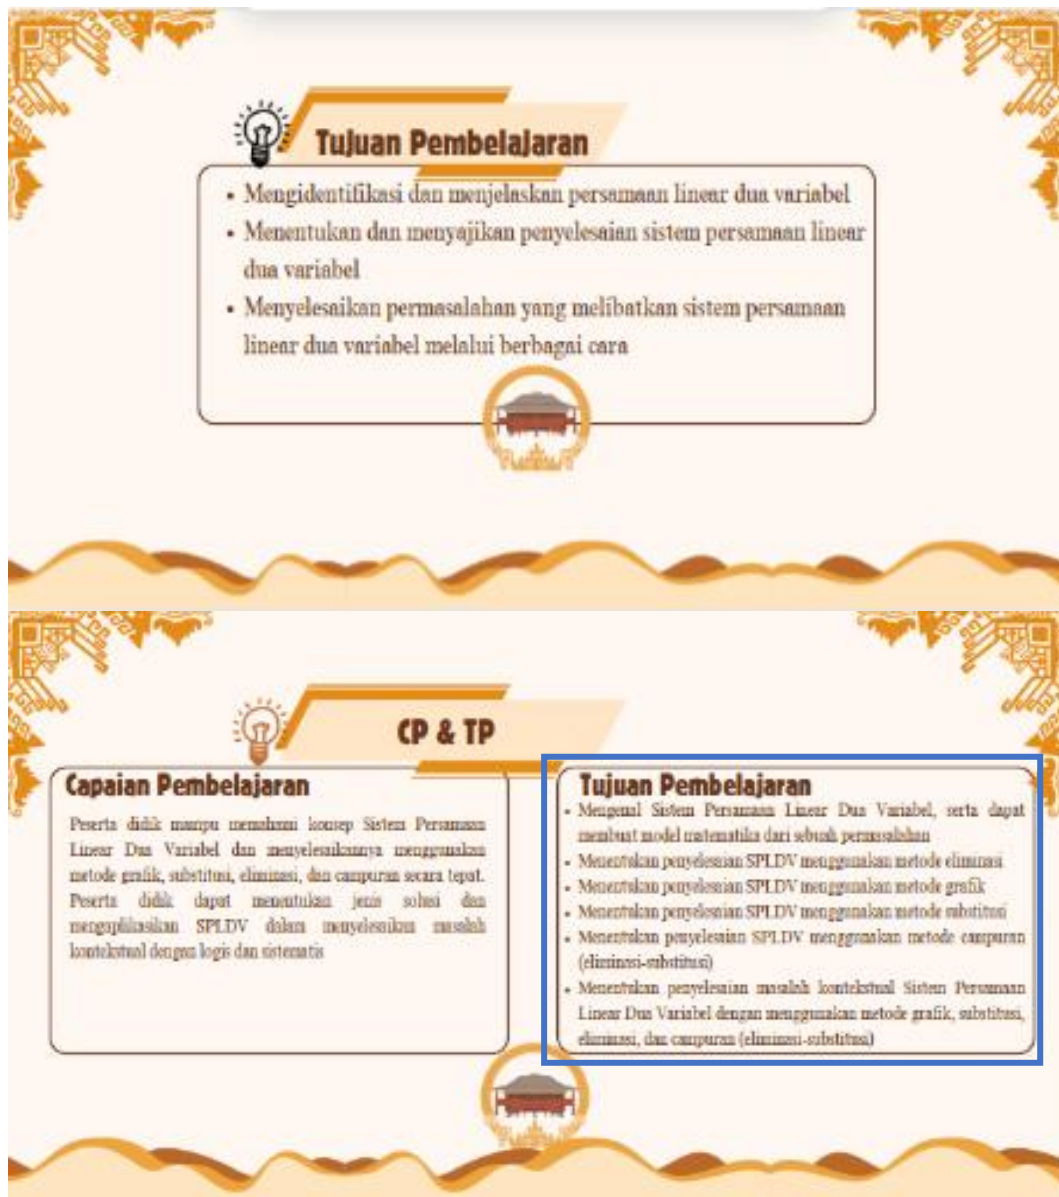 Tujuan Pembelajaran
• Mengidentifikasi dan menjelaskan persamaan linear dua variabel
• Menentukan dan menyajikan penyelesaian sistem persamaan linear
dua variabel
• Menyelesaikan permasalahan yang melibatkan sistem persamaan
linear dua variabel melalui berbagai cara
CP & TP
Capaian Pembelajaran
Peserta didik mampu memahami konsep Sistem Persamaan
Linear Dua Variabel dan menyelesaikannya menggunakan
metode grafik, substitusi, eliminasi, dan campuran secara tepat.
Peserta didik dapat menentukan jenis solusi dan
mengaplikasikan SPLDV dalam menyelesaikan masalah
kontekstual dengan logis dan sistematis
Tujuan Pembelajaran
• Mengenal Sistem Persamaan Linear Dua Variabel, serta dapat
membuat model matematika dari sebuah permasalahan
• Menentukan penyelesaian SPLDV menggunakan metode eliminasi
• Menentukan penyelesaian SPLDV menggunakan metode grafik
• Menentukan penyelesaian SPLDV menggunakan metode substitusi
• Menentukan penyelesaian SPLDV menggunakan metode campuran
(eliminasi-substitusi)
• Menentukan penyelesaian masalah kontekstual Sistem Persamaan
Linear Dua Variabel dengan menggunakan metode grafik, substitusi,
eliminasi, dan campuran (eliminasi-substitusi)